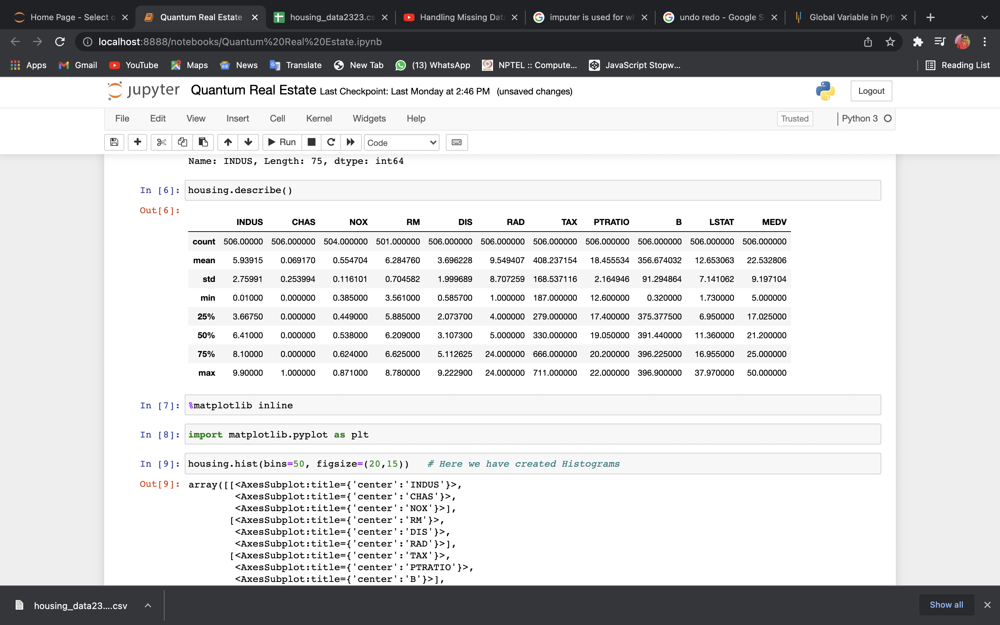 Home Page - Select o
Quantum Real Estate
housing_data2323.cs
Handling Missing Data
imputer is used for wh
undo redo - Google S
Global Variable in Pyt
localhost:8888/notebooks/Quantum%20Real%20Estate.ipynb
Apps Gmail YouTube Maps News Translate New Tab (13) WhatsApp NPTEL :: Compute... JavaScript Stopw... Reading List
jupyter Quantum Real Estate Last Checkpoint: Last Monday at 2:46 PM (unsaved changes) Logout
File Edit View Insert Cell Kernel Widgets Help Trusted Python 3
Run Code
Name: INDUS, Length: 75, dtype: int64
In [6]: housing.describe()
Out[6]:
INDUS CHAS NOX RM DIS RAD TAX PTRATIO B LSTAT MEDV
count 506.00000 506.000000 504.000000 501.000000 506.000000 506.000000 506.000000 506.000000 506.000000 506.000000 506.000000
mean 5.93915 0.069170 0.554704 6.284760 3.696228 9.549407 408.237154 18.455534 356.674032 12.653063 22.532806
std 2.75991 0.253994 0.116101 0.704582 1.999689 8.707259 168.537116 2.164946 91.294864 7.141062 9.197104
min 0.01000 0.000000 0.385000 3.561000 0.585700 1.000000 187.000000 12.600000 0.320000 1.730000 5.000000
25% 3.66750 0.000000 0.449000 5.885000 2.073700 4.000000 279.000000 17.400000 375.377500 6.950000 17.025000
50% 6.41000 0.000000 0.538000 6.209000 3.107300 5.000000 330.000000 19.050000 391.440000 11.360000 21.200000
75% 8.10000 0.000000 0.624000 6.625000 5.112625 24.000000 666.000000 20.200000 396.225000 16.955000 25.000000
max 9.90000 1.000000 0.871000 8.780000 9.222900 24.000000 711.000000 22.000000 396.900000 37.970000 50.000000
In [7]: %matplotlib inline
In [8]: import matplotlib.pyplot as plt
In [9]: housing.hist(bins=50, figsize=(20,15))   # Here we have created Histograms
Out[9]: array([[<AxesSubplot:title={'center':'INDUS'}>,
<AxesSubplot:title={'center':'CHAS'}>,
<AxesSubplot:title={'center':'NOX'}>],
[<AxesSubplot:title={'center':'RM'}>,
<AxesSubplot:title={'center':'DIS'}>,
<AxesSubplot:title={'center':'RAD'}>],
[<AxesSubplot:title={'center':'TAX'}>,
<AxesSubplot:title={'center':'PTRATIO'}>,
<AxesSubplot:title={'center':'B'}>],
housing_data23....csv Show all